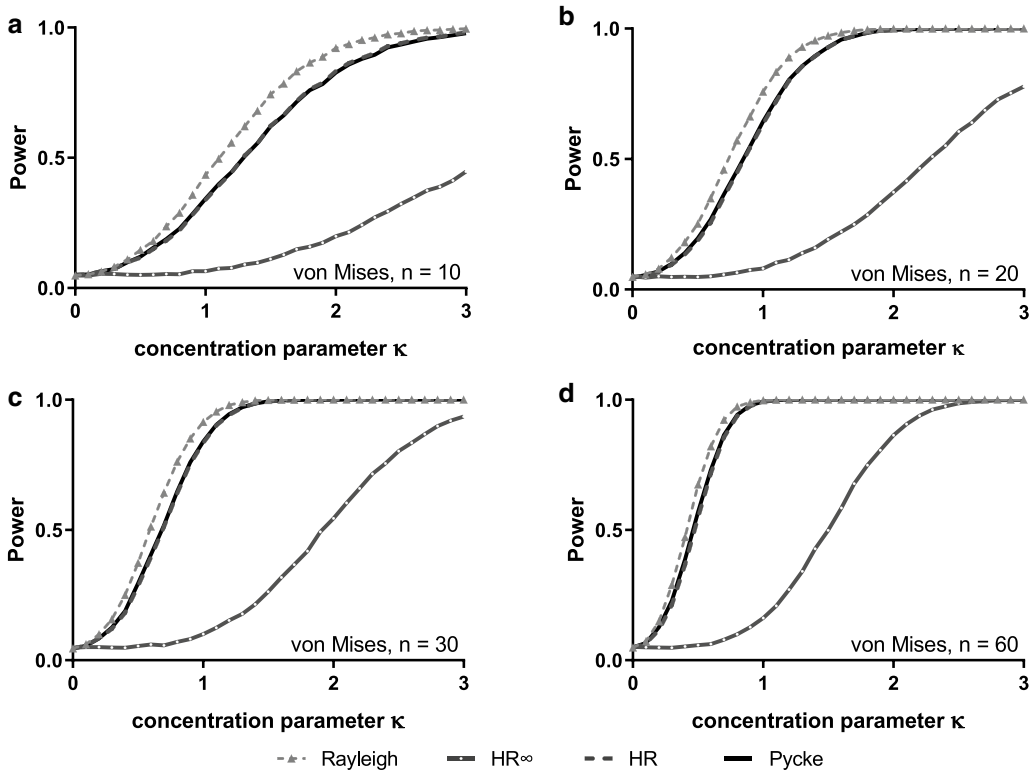 a
1.0
0.5
0.0
Power
von Mises, n = 10
0 1 2 3
concentration parameter κ
b
1.0
0.5
0.0
Power
von Mises, n = 20
0 1 2 3
concentration parameter κ
c
1.0
0.5
0.0
Power
von Mises, n = 30
0 1 2 3
concentration parameter κ
d
1.0
0.5
0.0
Power
von Mises, n = 60
0 1 2 3
concentration parameter κ
Rayleigh HR∞ HR Pycke